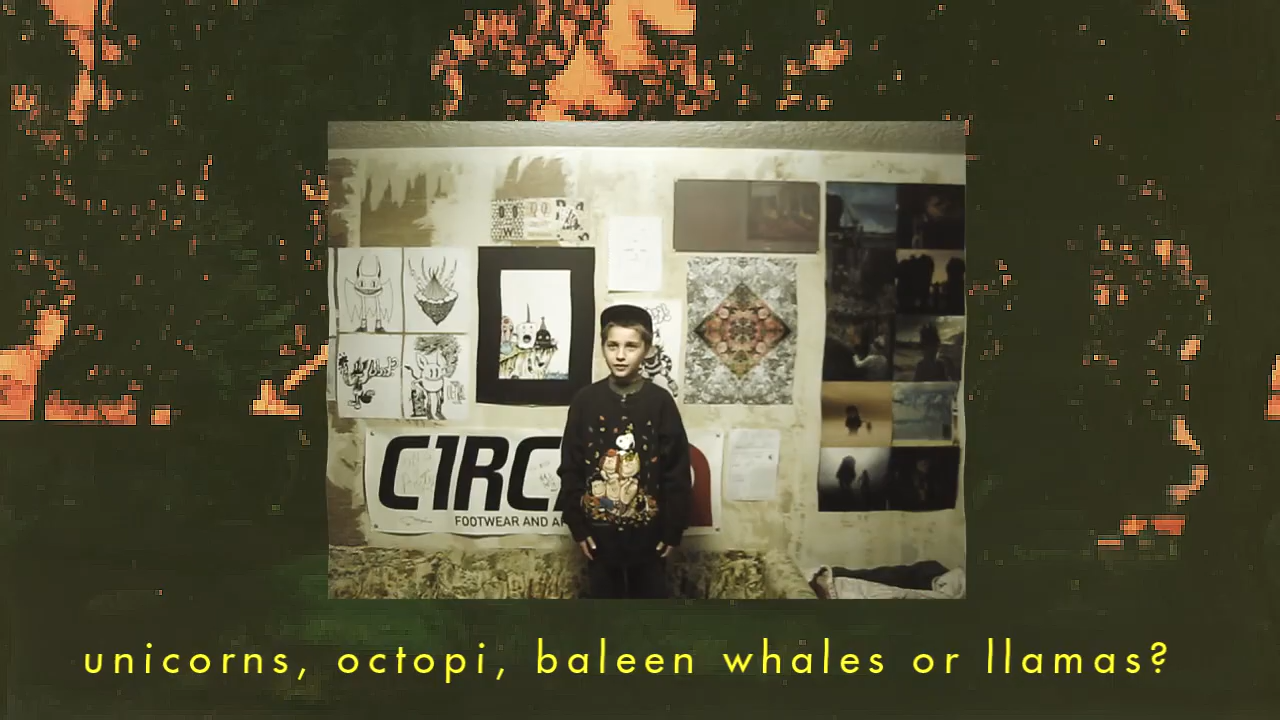 C1RC
FOOTWEAR AND A
unicorns, octopi, baleen whales or llamas?